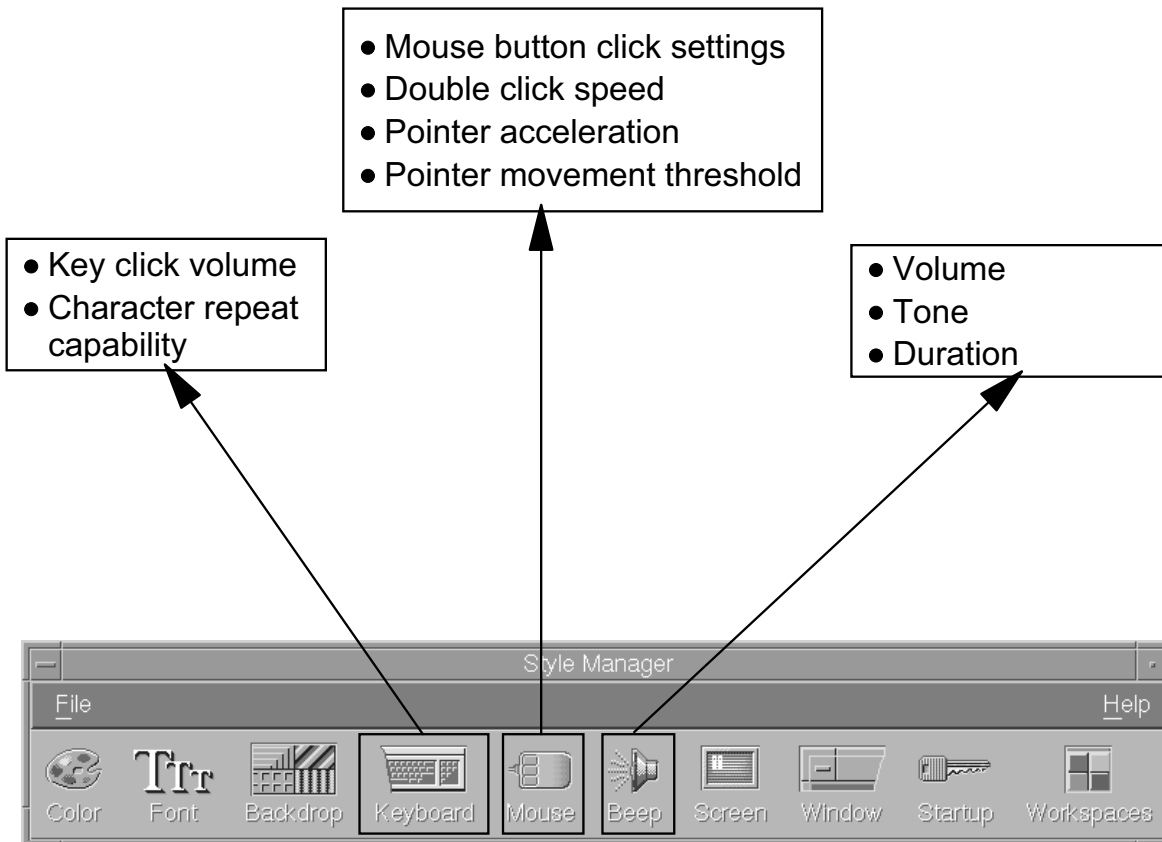 • Mouse button click settings
• Double click speed
• Pointer acceleration
• Pointer movement threshold
• Key click volume
• Character repeat
capability
• Volume
• Tone
• Duration
Style Manager
File Help
Color Font Backdrop Keyboard Mouse Beep Screen Window Startup Workspaces